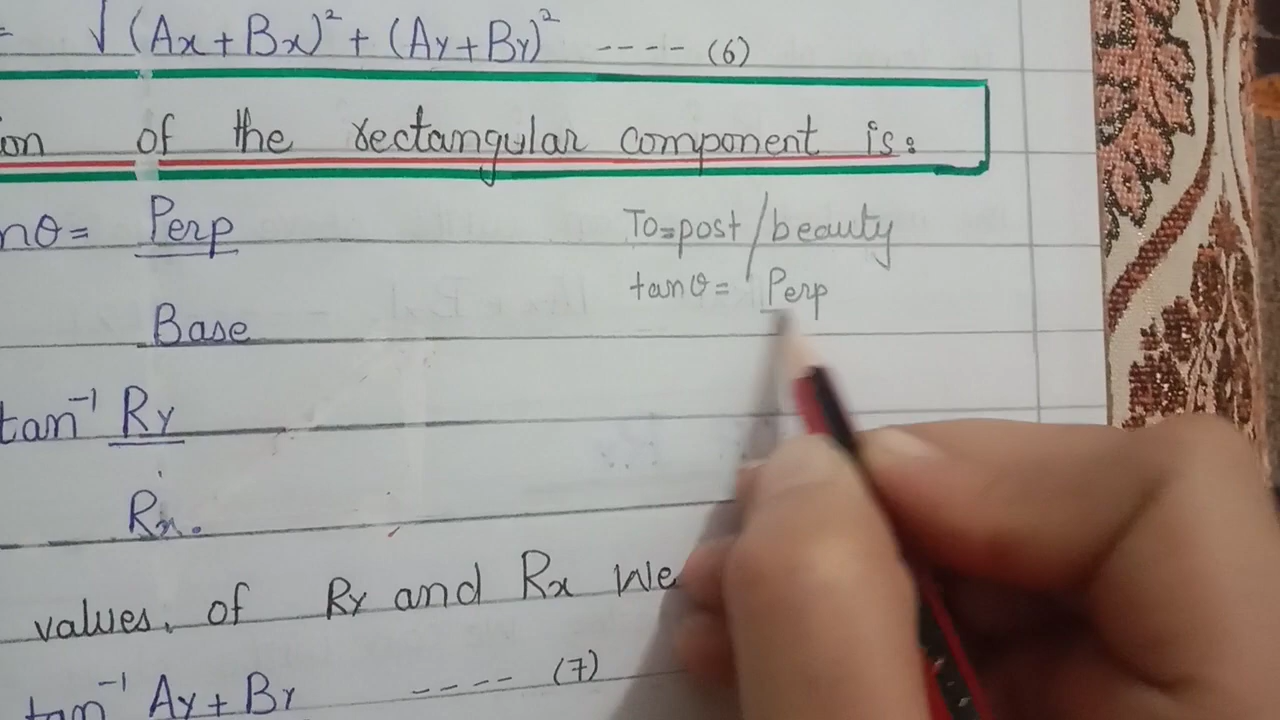 = √(Ax+Bx)² + (Ay+By)² ---- (6)
on of the rectangular component is:
nθ = Perp
Base
To=post/beauty
tanθ = Perp
tan⁻¹ Ry
Rx.
values, of Ry and Rx We
tan⁻¹ Ay+By ---- (7)